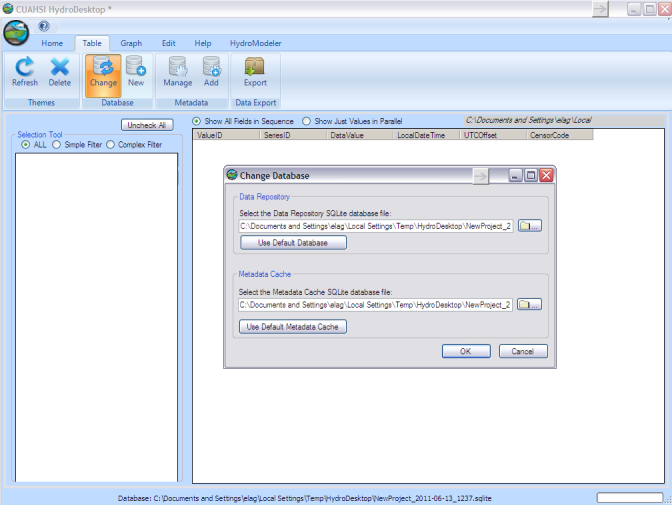 CUAHSI HydroDesktop *
Home Table Graph Edit Help HydroModeler
Refresh Delete Change New Manage Add Export
Themes Database Metadata Data Export
Uncheck All
Selection Tool
ALL Simple Filter Complex Filter
Show All Fields in Sequence Show Just Values in Parallel C:\Documents and Settings\elag\Local
ValueID SeriesID DataValue LocalDateTime UTCOffset CensorCode
Change Database
Data Repository
Select the Data Repository SQLite database file:
C:\Documents and Settings\elag\Local Settings\Temp\HydroDesktop\NewProject_2 ...
Use Default Database
Metadata Cache
Select the Metadata Cache SQLite database file:
C:\Documents and Settings\elag\Local Settings\Temp\HydroDesktop\NewProject_2 ...
Use Default Metadata Cache
OK Cancel
Database: C:\Documents and Settings\elag\Local Settings\Temp\HydroDesktop\NewProject_2011-06-13_1237.sqlite